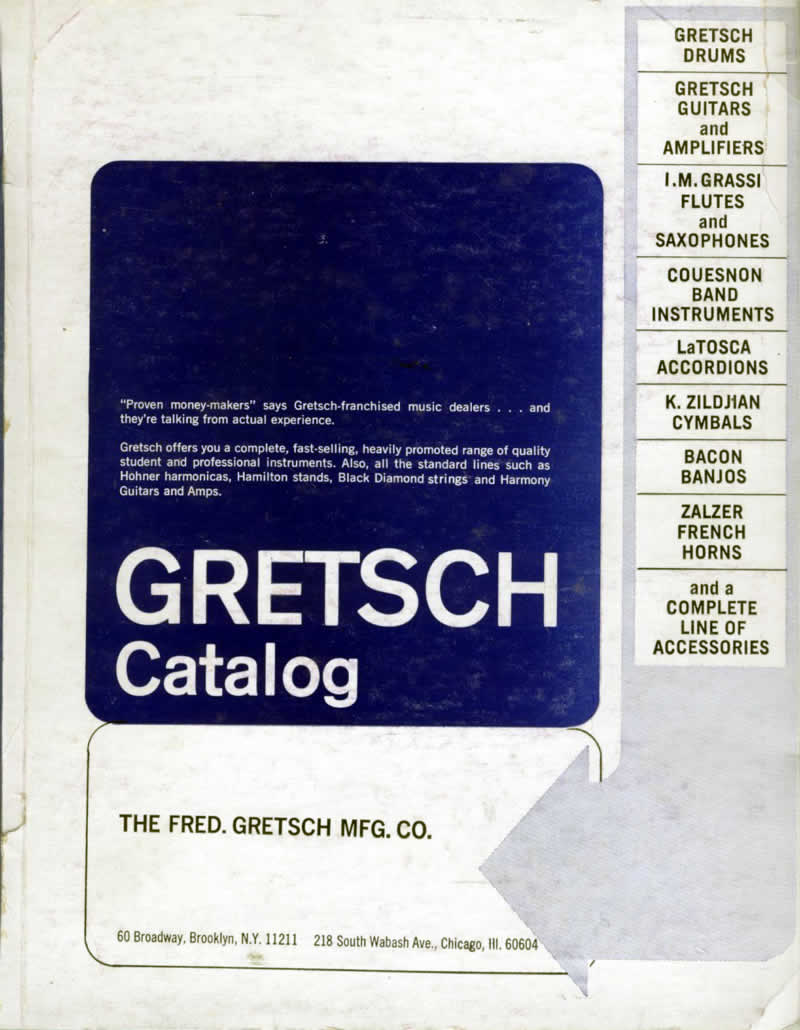 GRETSCH
DRUMS
GRETSCH
GUITARS
and
AMPLIFIERS
I.M. GRASSI
FLUTES
and
SAXOPHONES
COUESNON
BAND
INSTRUMENTS
LaTOSCA
ACCORDIONS
K. ZILDJIAN
CYMBALS
BACON
BANJOS
ZALZER
FRENCH
HORNS
and a
COMPLETE
LINE OF
ACCESSORIES
"Proven money-makers" says Gretsch-franchised music dealers . . . and
they're talking from actual experience.
Gretsch offers you a complete, fast-selling, heavily promoted range of quality
student and professional instruments. Also, all the standard lines such as
Hohner harmonicas, Hamilton stands, Black Diamond strings and Harmony
Guitars and Amps.
GRETSCH
Catalog
THE FRED. GRETSCH MFG. CO.
60 Broadway, Brooklyn, N.Y. 11211 218 South Wabash Ave., Chicago, Ill. 60604